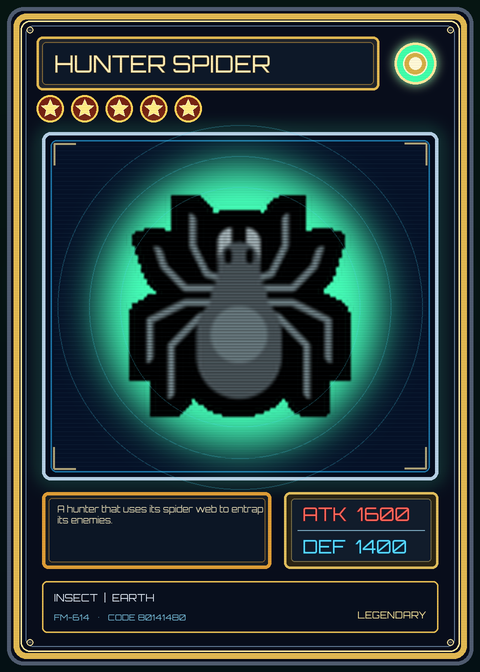 HUNTER SPIDER
A hunter that uses its spider web to entrap
its enemies.
ATK 1600
DEF 1400
INSECT | EARTH
FM-614 · CODE 80141480
LEGENDARY